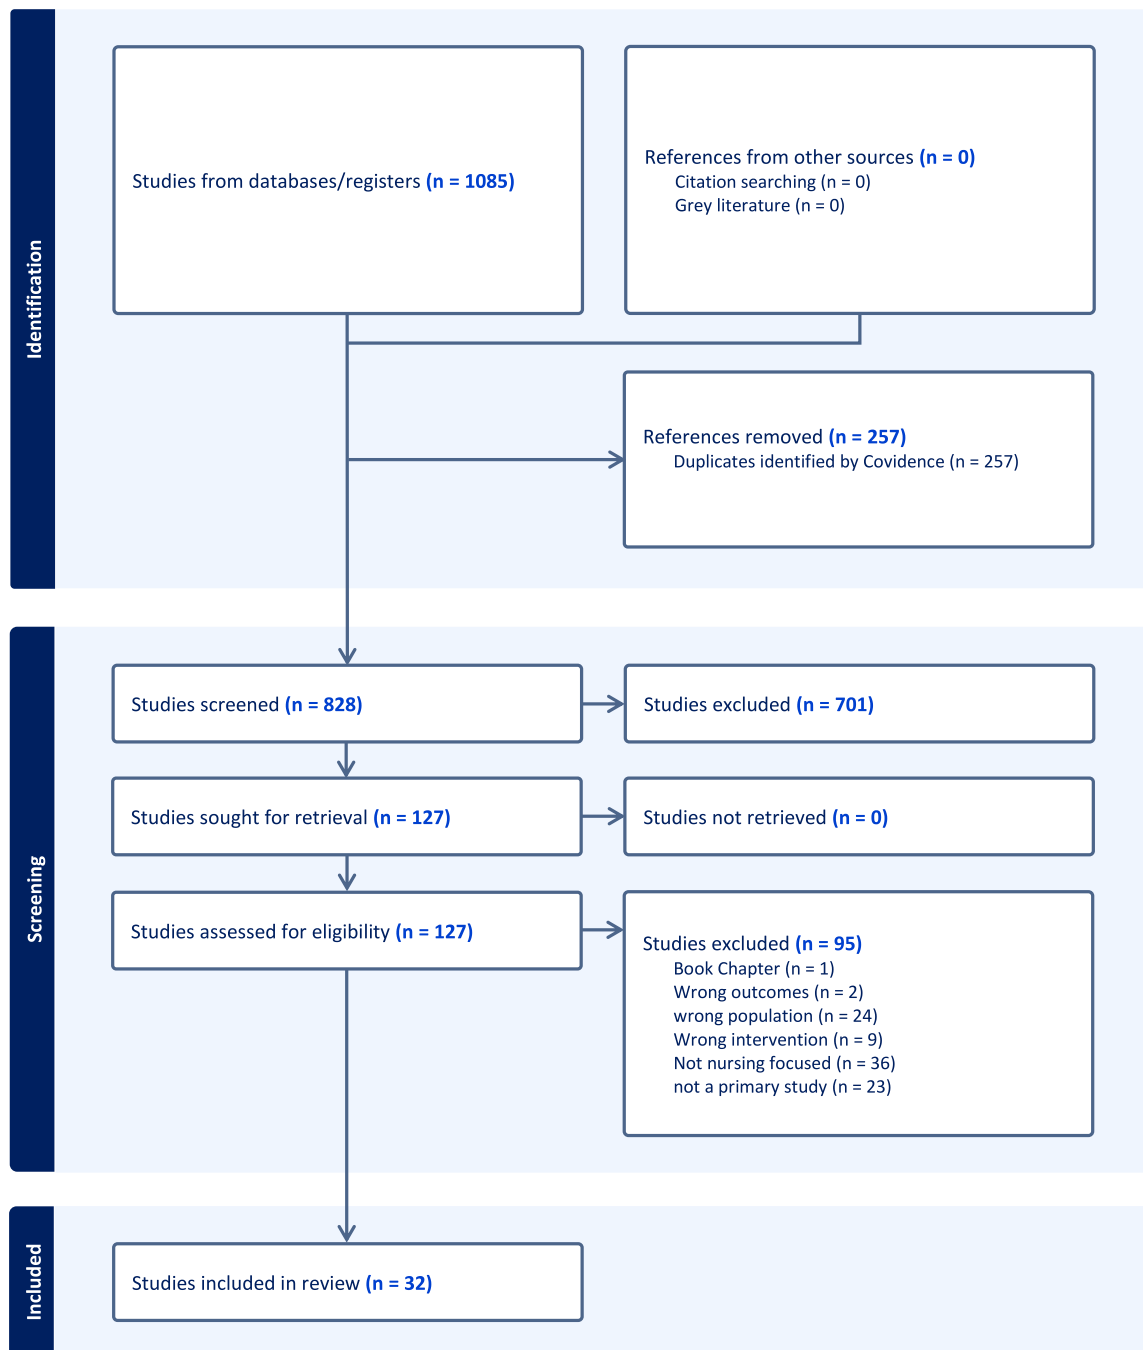 Identification
Studies from databases/registers (n = 1085)
References from other sources (n = 0)
Citation searching (n = 0)
Grey literature (n = 0)
References removed (n = 257)
Duplicates identified by Covidence (n = 257)
Screening
Studies screened (n = 828)
Studies excluded (n = 701)
Studies sought for retrieval (n = 127)
Studies not retrieved (n = 0)
Studies assessed for eligibility (n = 127)
Studies excluded (n = 95)
Book Chapter (n = 1)
Wrong outcomes (n = 2)
wrong population (n = 24)
Wrong intervention (n = 9)
Not nursing focused (n = 36)
not a primary study (n = 23)
Included
Studies included in review (n = 32)